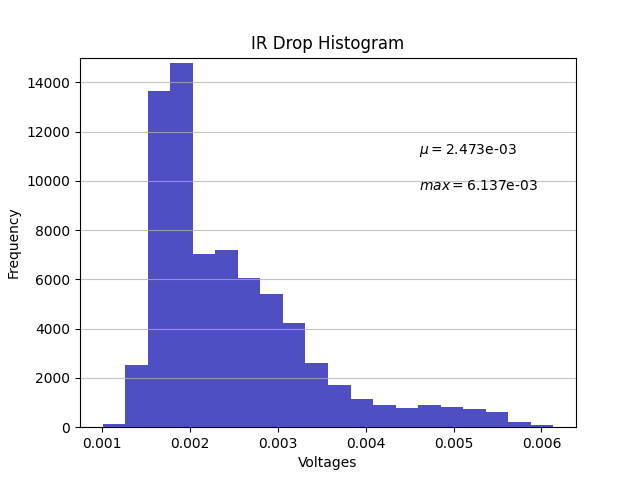 IR Drop Histogram
14000
12000
10000
8000
6000
4000
2000
0
Frequency
μ = 2.473e-03
max = 6.137e-03
0.001 0.002 0.003 0.004 0.005 0.006
Voltages